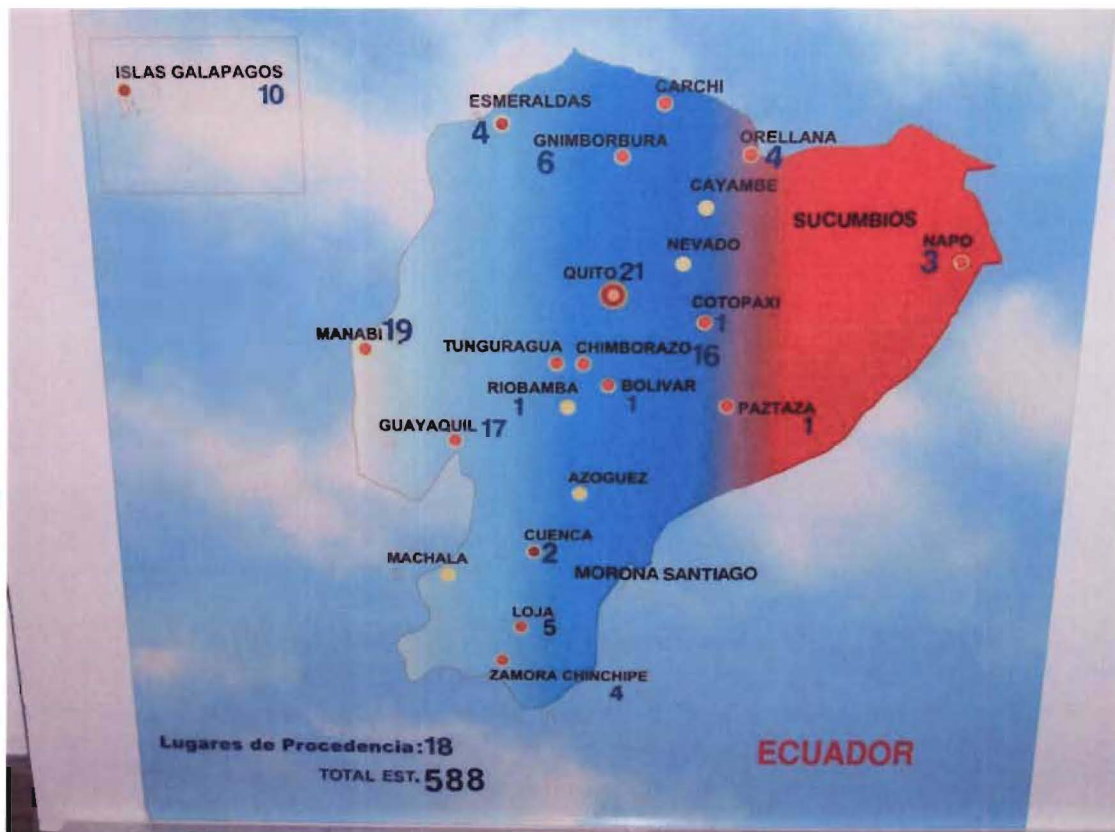 ISLAS GALAPAGOS
10
CARCHI
ESMERALDAS
4
GNIMBORBURA
6
ORELLANA
4
CAYAMBE
SUCUMBIOS
NEVADO
NAPO
3
QUITO 21
COTOPAXI
1
MANABI 19
TUNGURAGUA
CHIMBORAZO 16
RIOBAMBA
1
BOLIVAR
1
PAZTAZA
1
GUAYAQUIL 17
AZOGUEZ
CUENCA
2
MACHALA
MORONA SANTIAGO
LOJA
5
ZAMORA CHINCHIPE
4
Lugares de Procedencia: 18
TOTAL EST. 588
ECUADOR